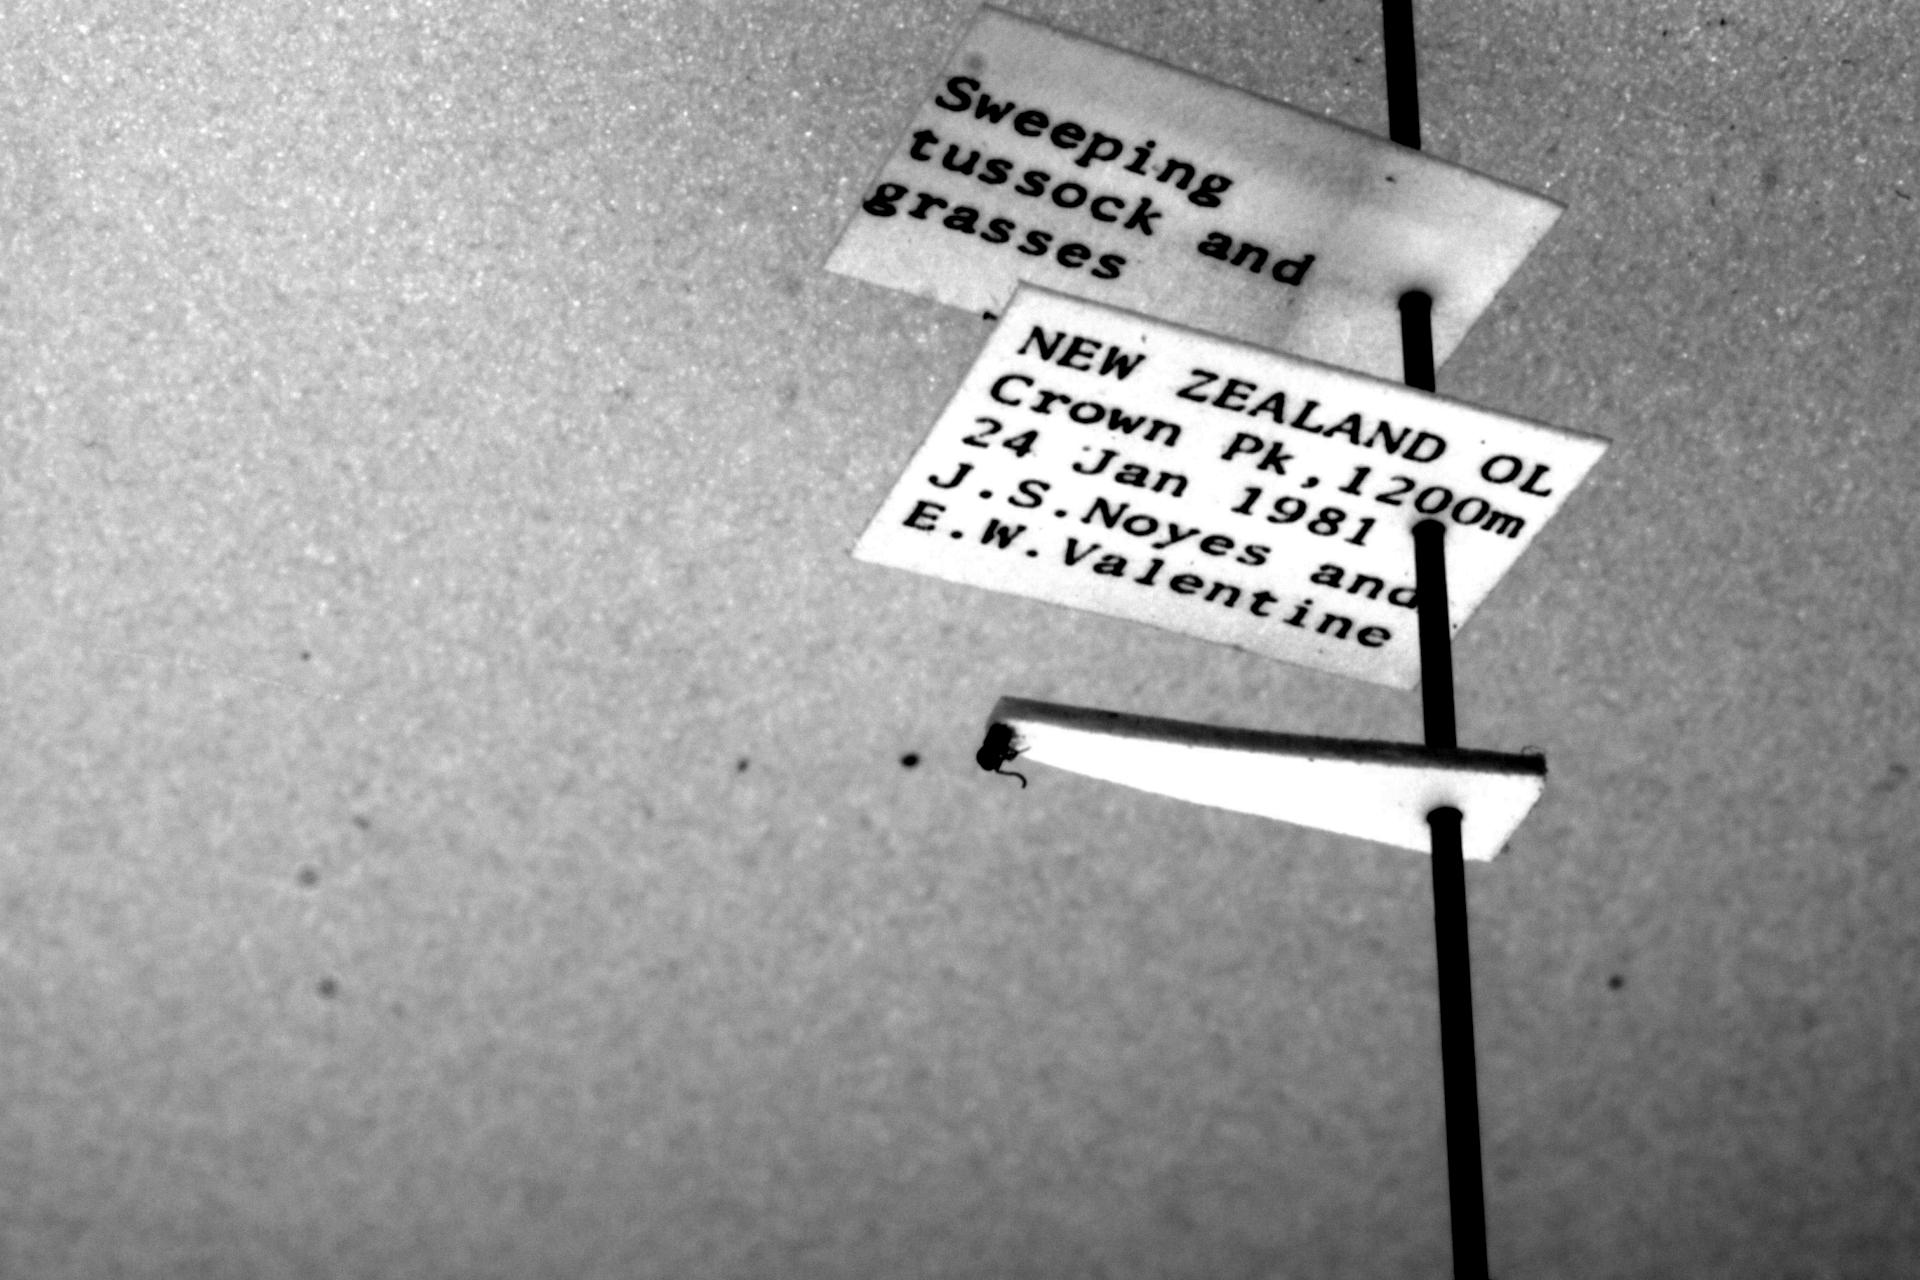 Sweeping
tussock and
grasses
NEW ZEALAND OL
Crown Pk,1200m
24 Jan 1981
J.S.Noyes and
E.W.Valentine